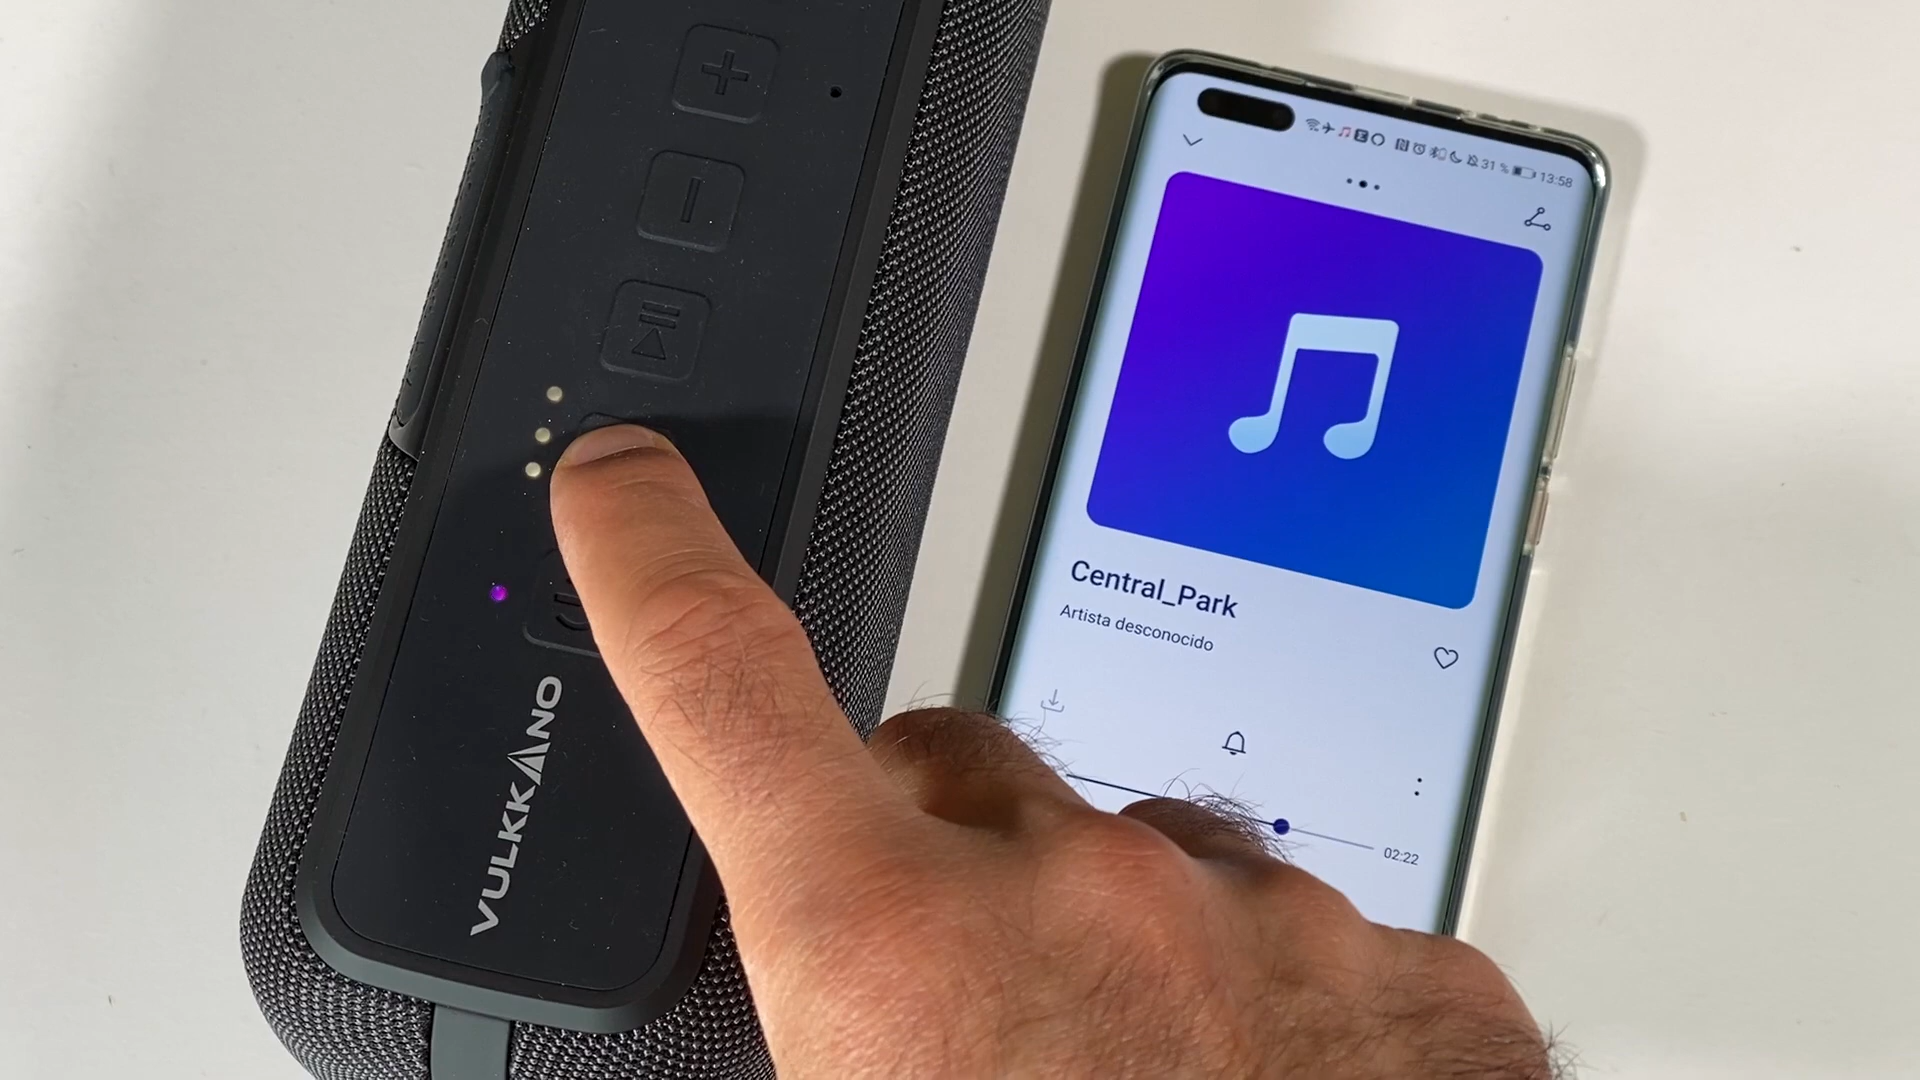 VULKKANO
31 % 13:58
Central_Park
Artista desconocido
02:22